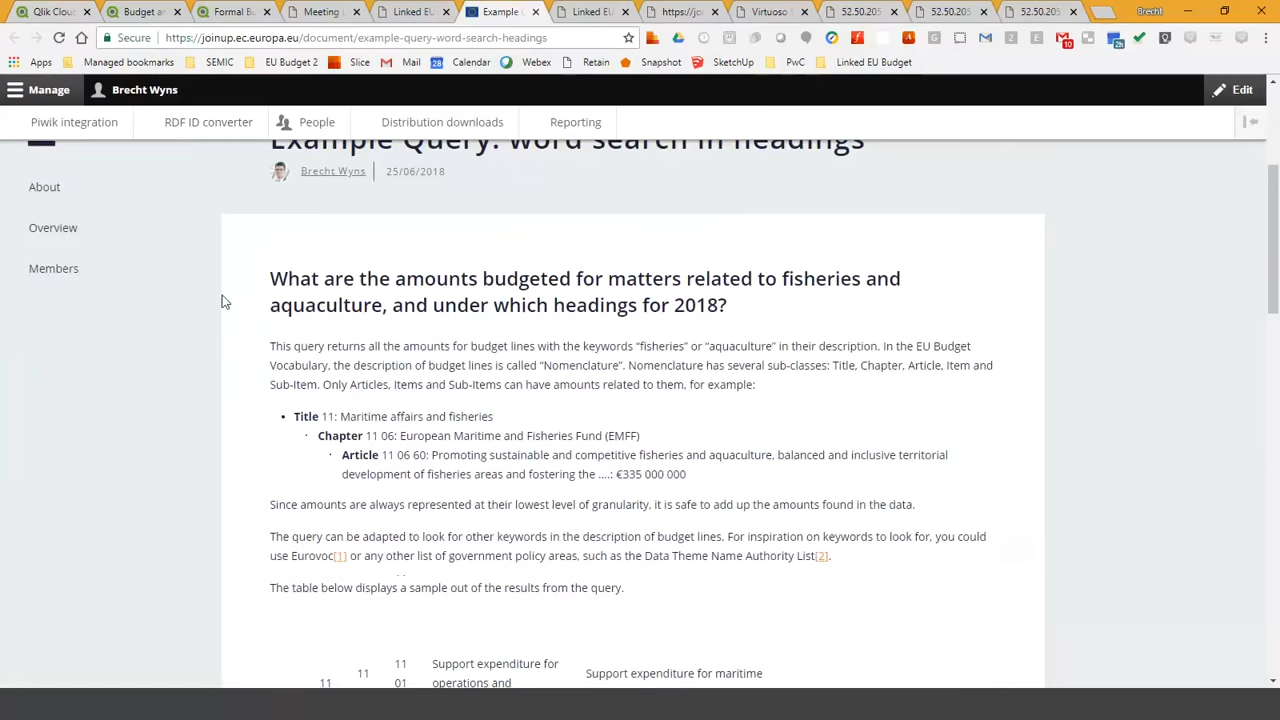 Qlik Clou
Budget a
Formal B
Meeting
Linked EU
Example
Linked EU
https://jo
Virtuoso
52.50.205
52.50.205
52.50.205
Brecht
Secure
https://joinup.ec.europa.eu/document/example-query-word-search-headings
10
2h
Apps
Managed bookmarks
SEMIC
EU Budget 2
Slice
Mail
28
Calendar
Webex
Retain
Snapshot
SketchUp
PwC
Linked EU Budget
Manage
Brecht Wyns
Edit
Piwik integration
RDF ID converter
People
Distribution downloads
Reporting
Example Query: word search in headings
Brecht Wyns
25/06/2018
About
Overview
Members
What are the amounts budgeted for matters related to fisheries and
aquaculture, and under which headings for 2018?
This query returns all the amounts for budget lines with the keywords “fisheries” or “aquaculture” in their description. In the EU Budget
Vocabulary, the description of budget lines is called “Nomenclature”. Nomenclature has several sub-classes: Title, Chapter, Article, Item and
Sub-Item. Only Articles, Items and Sub-Items can have amounts related to them, for example:
• Title 11: Maritime affairs and fisheries
· Chapter 11 06: European Maritime and Fisheries Fund (EMFF)
· Article 11 06 60: Promoting sustainable and competitive fisheries and aquaculture, balanced and inclusive territorial
development of fisheries areas and fostering the ....: €335 000 000
Since amounts are always represented at their lowest level of granularity, it is safe to add up the amounts found in the data.
The query can be adapted to look for other keywords in the description of budget lines. For inspiration on keywords to look for, you could
use Eurovoc[1] or any other list of government policy areas, such as the Data Theme Name Authority List[2].
The table below displays a sample out of the results from the query.
11
11
11
01
Support expenditure for
operations and
Support expenditure for maritime